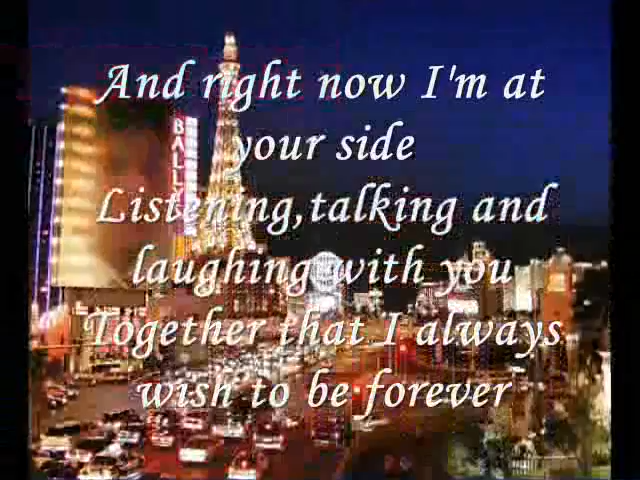 And right now I'm at
your side
Listening,talking and
laughing with you
Together that I always
wish to be forever
BALLY